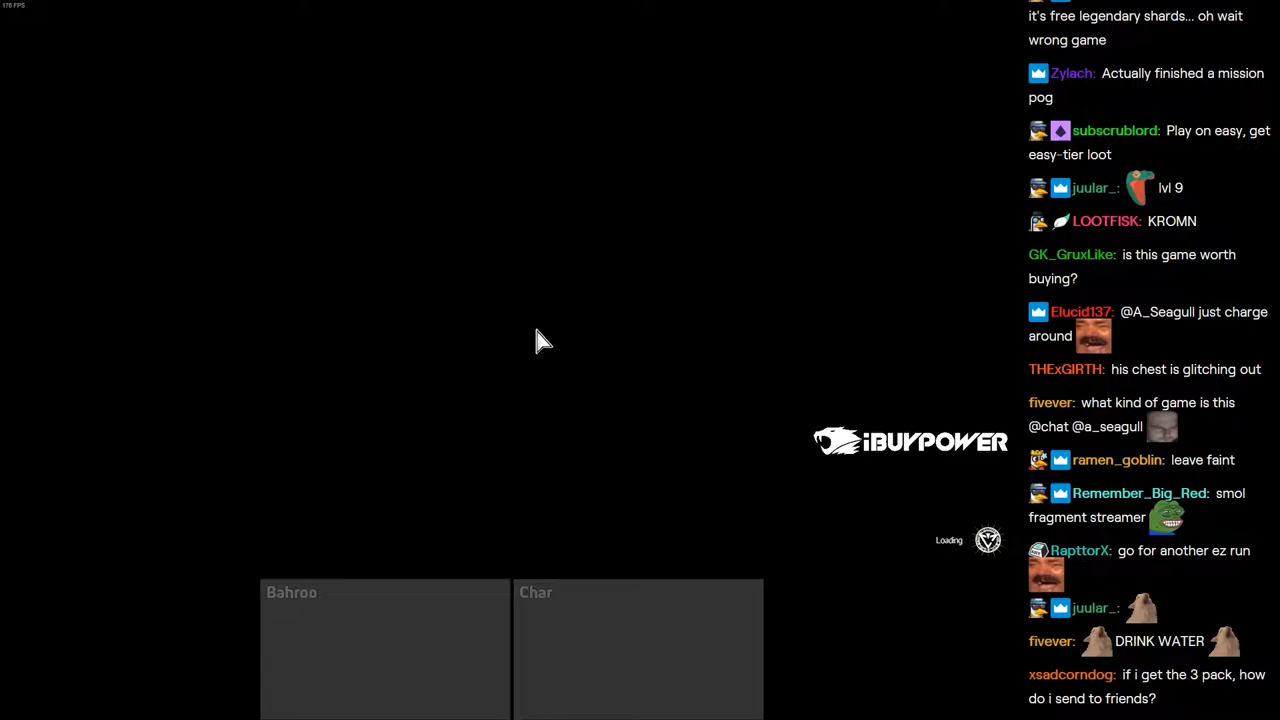 176 FPS
it's free legendary shards... oh wait
wrong game
Zylach: Actually finished a mission
pog
subscrublord: Play on easy, get
easy-tier loot
juular_: lvl 9
LOOTFISK: KROMN
GK_GruxLike: is this game worth
buying?
Elucid137: @A_Seagull just charge
around
THExGIRTH: his chest is glitching out
fivever: what kind of game is this
@chat @a_seagull
ramen_goblin: leave faint
Remember_Big_Red: smol
fragment streamer
RapttorX: go for another ez run
juular_:
fivever: DRINK WATER
xsadcorndog: if i get the 3 pack, how
do i send to friends?
iBUYPOWER
Loading
Bahroo
Char